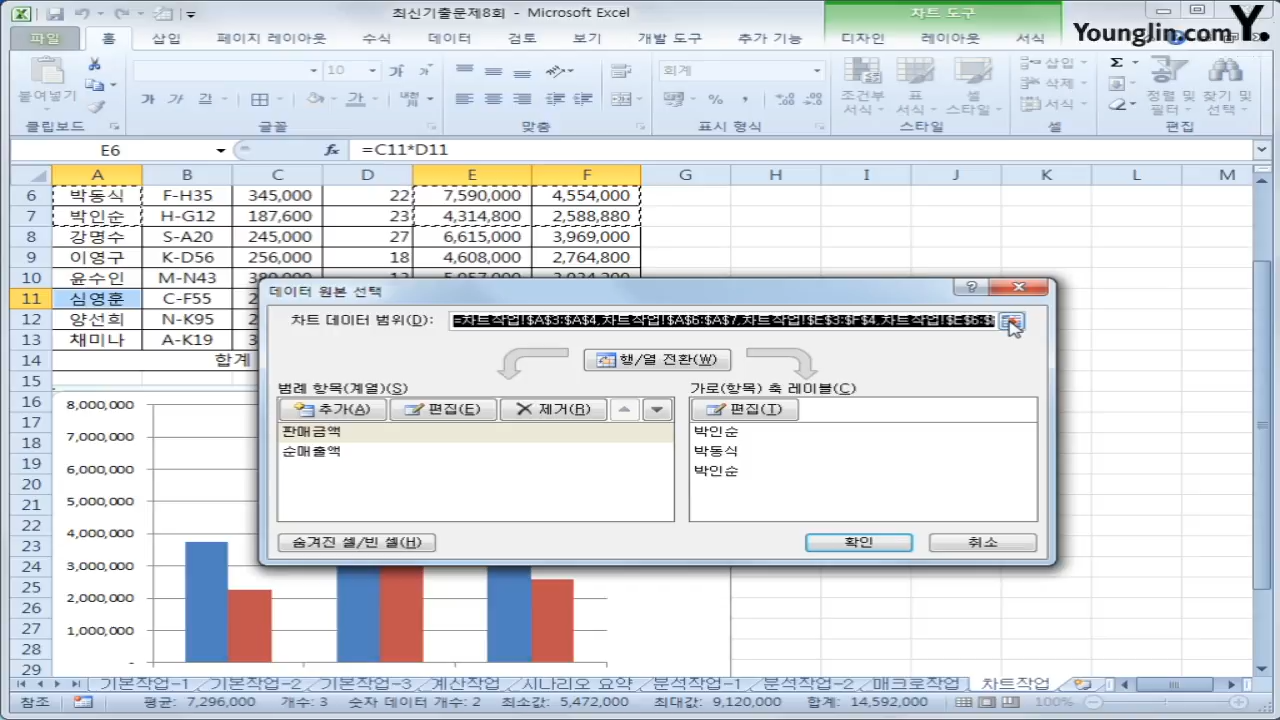 최신기출문제8회 - Microsoft Excel
차트 도구
YoungJin.com Y.
파일 홈 삽입 페이지 레이아웃 수식 데이터 검토 보기 개발 도구 추가 기능 디자인 레이아웃 서식
붙여넣기
10
가 가
가 가 가
회계
조건부 서식
표 서식
셀 스타일
삽입
삭제
서식
정렬 및 필터
찾기 및 선택
클립보드 글꼴 맞춤 표시 형식 스타일 셀 편집
E6 fx =C11*D11
A B C D E F G H I J K L M
6 박동식 F-H35 345,000 22 7,590,000 4,554,000
7 박인순 H-G12 187,600 23 4,314,800 2,588,880
8 강명수 S-A20 245,000 27 6,615,000 3,969,000
9 이영구 K-D56 256,000 18 4,608,000 2,764,800
10 윤수인 M-N43
11 심영훈 C-F55
12 양선희 N-K95
13 채미나 A-K19
14 합계
15
16
17
18
19
20
21
22
23
24
25
26
27
28
29
데이터 원본 선택
차트 데이터 범위(D): =차트작업!$A$3:$A$4,차트작업!$A$6:$A$7,차트작업!$E$3:$F$4,차트작업!$E$6:$
행/열 전환(W)
범례 항목(계열)(S)
추가(A) 편집(E) 제거(R)
판매금액
순매출액
가로(항목) 축 레이블(C)
편집(T)
박인순
박동식
박인순
숨겨진 셀/빈 셀(H)
확인 취소
8,000,000
7,000,000
6,000,000
5,000,000
4,000,000
3,000,000
2,000,000
1,000,000
-
기본작업-1 기본작업-2 기본작업-3 계산작업 시나리오 요약 분석작업-1 분석작업-2 매크로작업 차트작업
참조 평균: 7,296,000 개수: 3 숫자 데이터 개수: 2 최소값: 5,472,000 최대값: 9,120,000 합계: 14,592,000 100%